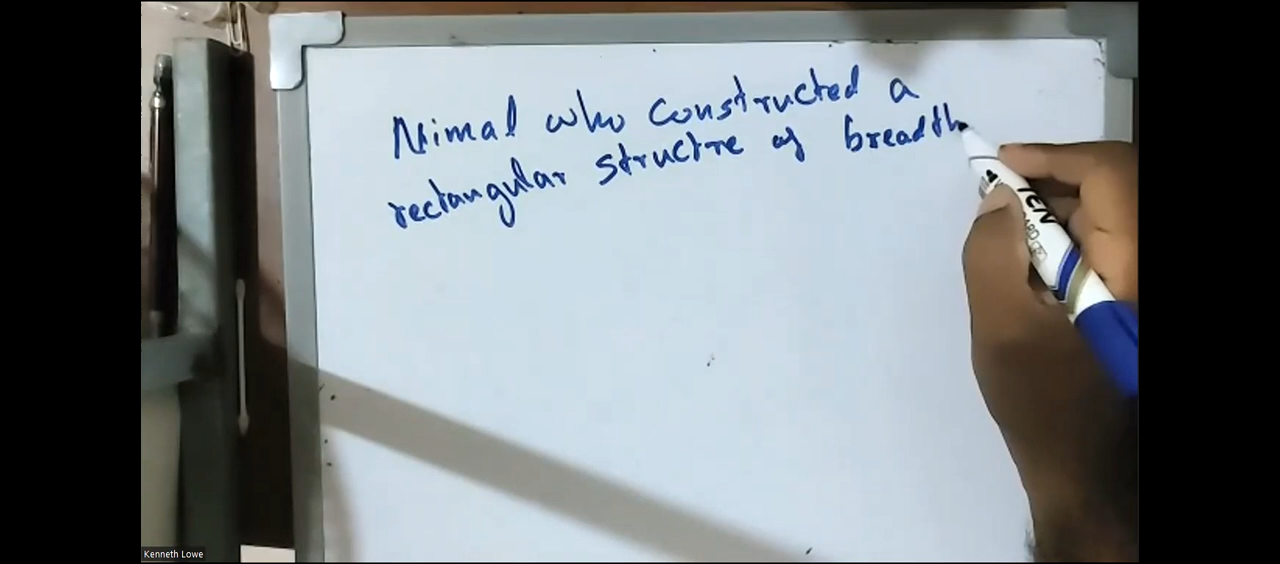 Nimal who constructed a
rectangular structre of breadth
Kenneth Lowe